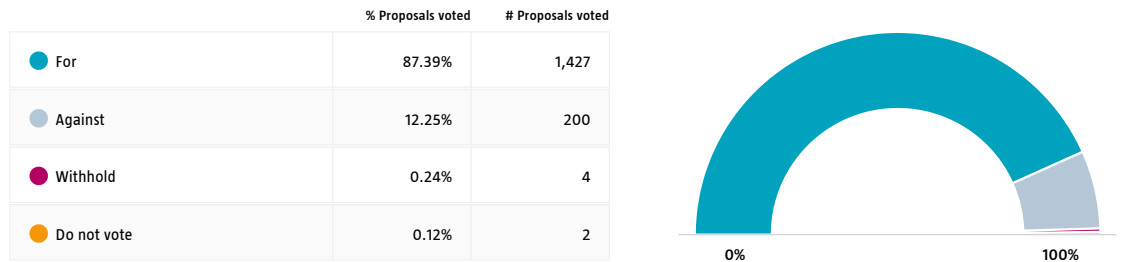 % Proposals voted # Proposals voted
For 87.39% 1,427
Against 12.25% 200
Withhold 0.24% 4
Do not vote 0.12% 2
0% 100%